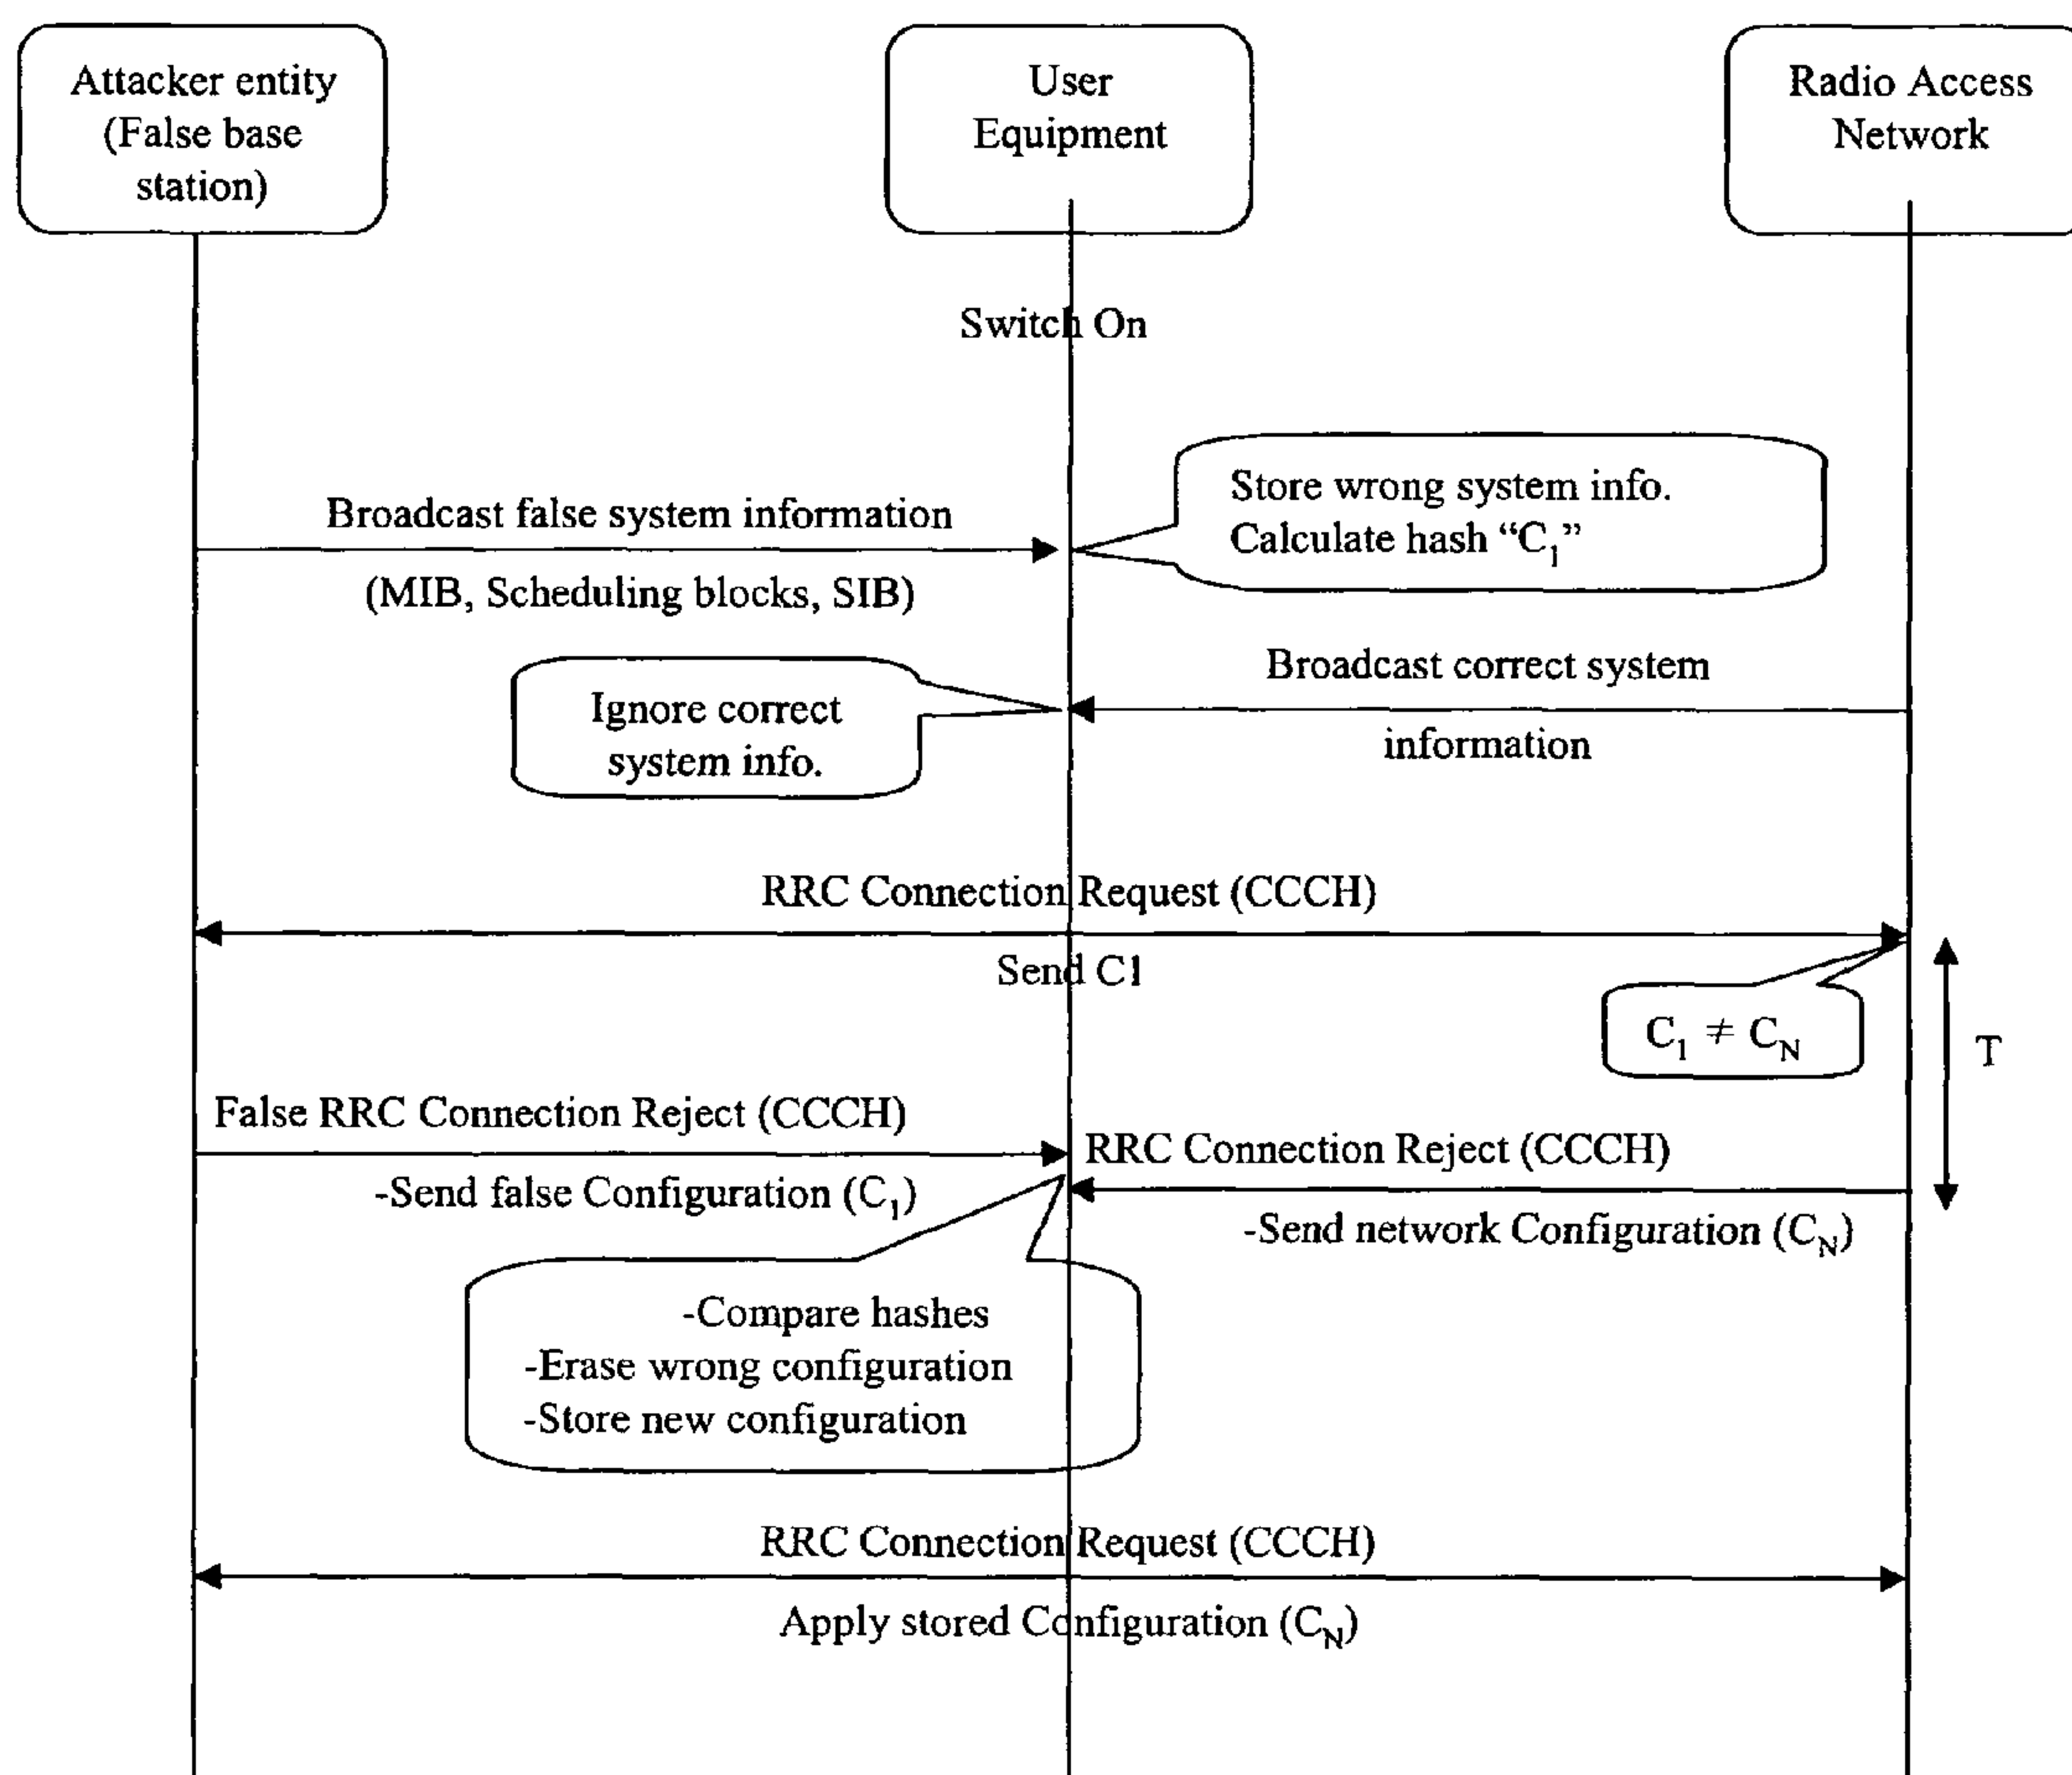 Attacker entity
(False base
station)
User
Equipment
Radio Access
Network
Switch On
Broadcast false system information
(MIB, Scheduling blocks, SIB)
Store wrong system info.
Calculate hash “C₁”
Broadcast correct system
information
Ignore correct
system info.
RRC Connection Request (CCCH)
Send C1
C₁ ≠ C_N
T
False RRC Connection Reject (CCCH)
-Send false Configuration (C₁)
RRC Connection Reject (CCCH)
-Send network Configuration (C_N)
-Compare hashes
-Erase wrong configuration
-Store new configuration
RRC Connection Request (CCCH)
Apply stored Configuration (C_N)